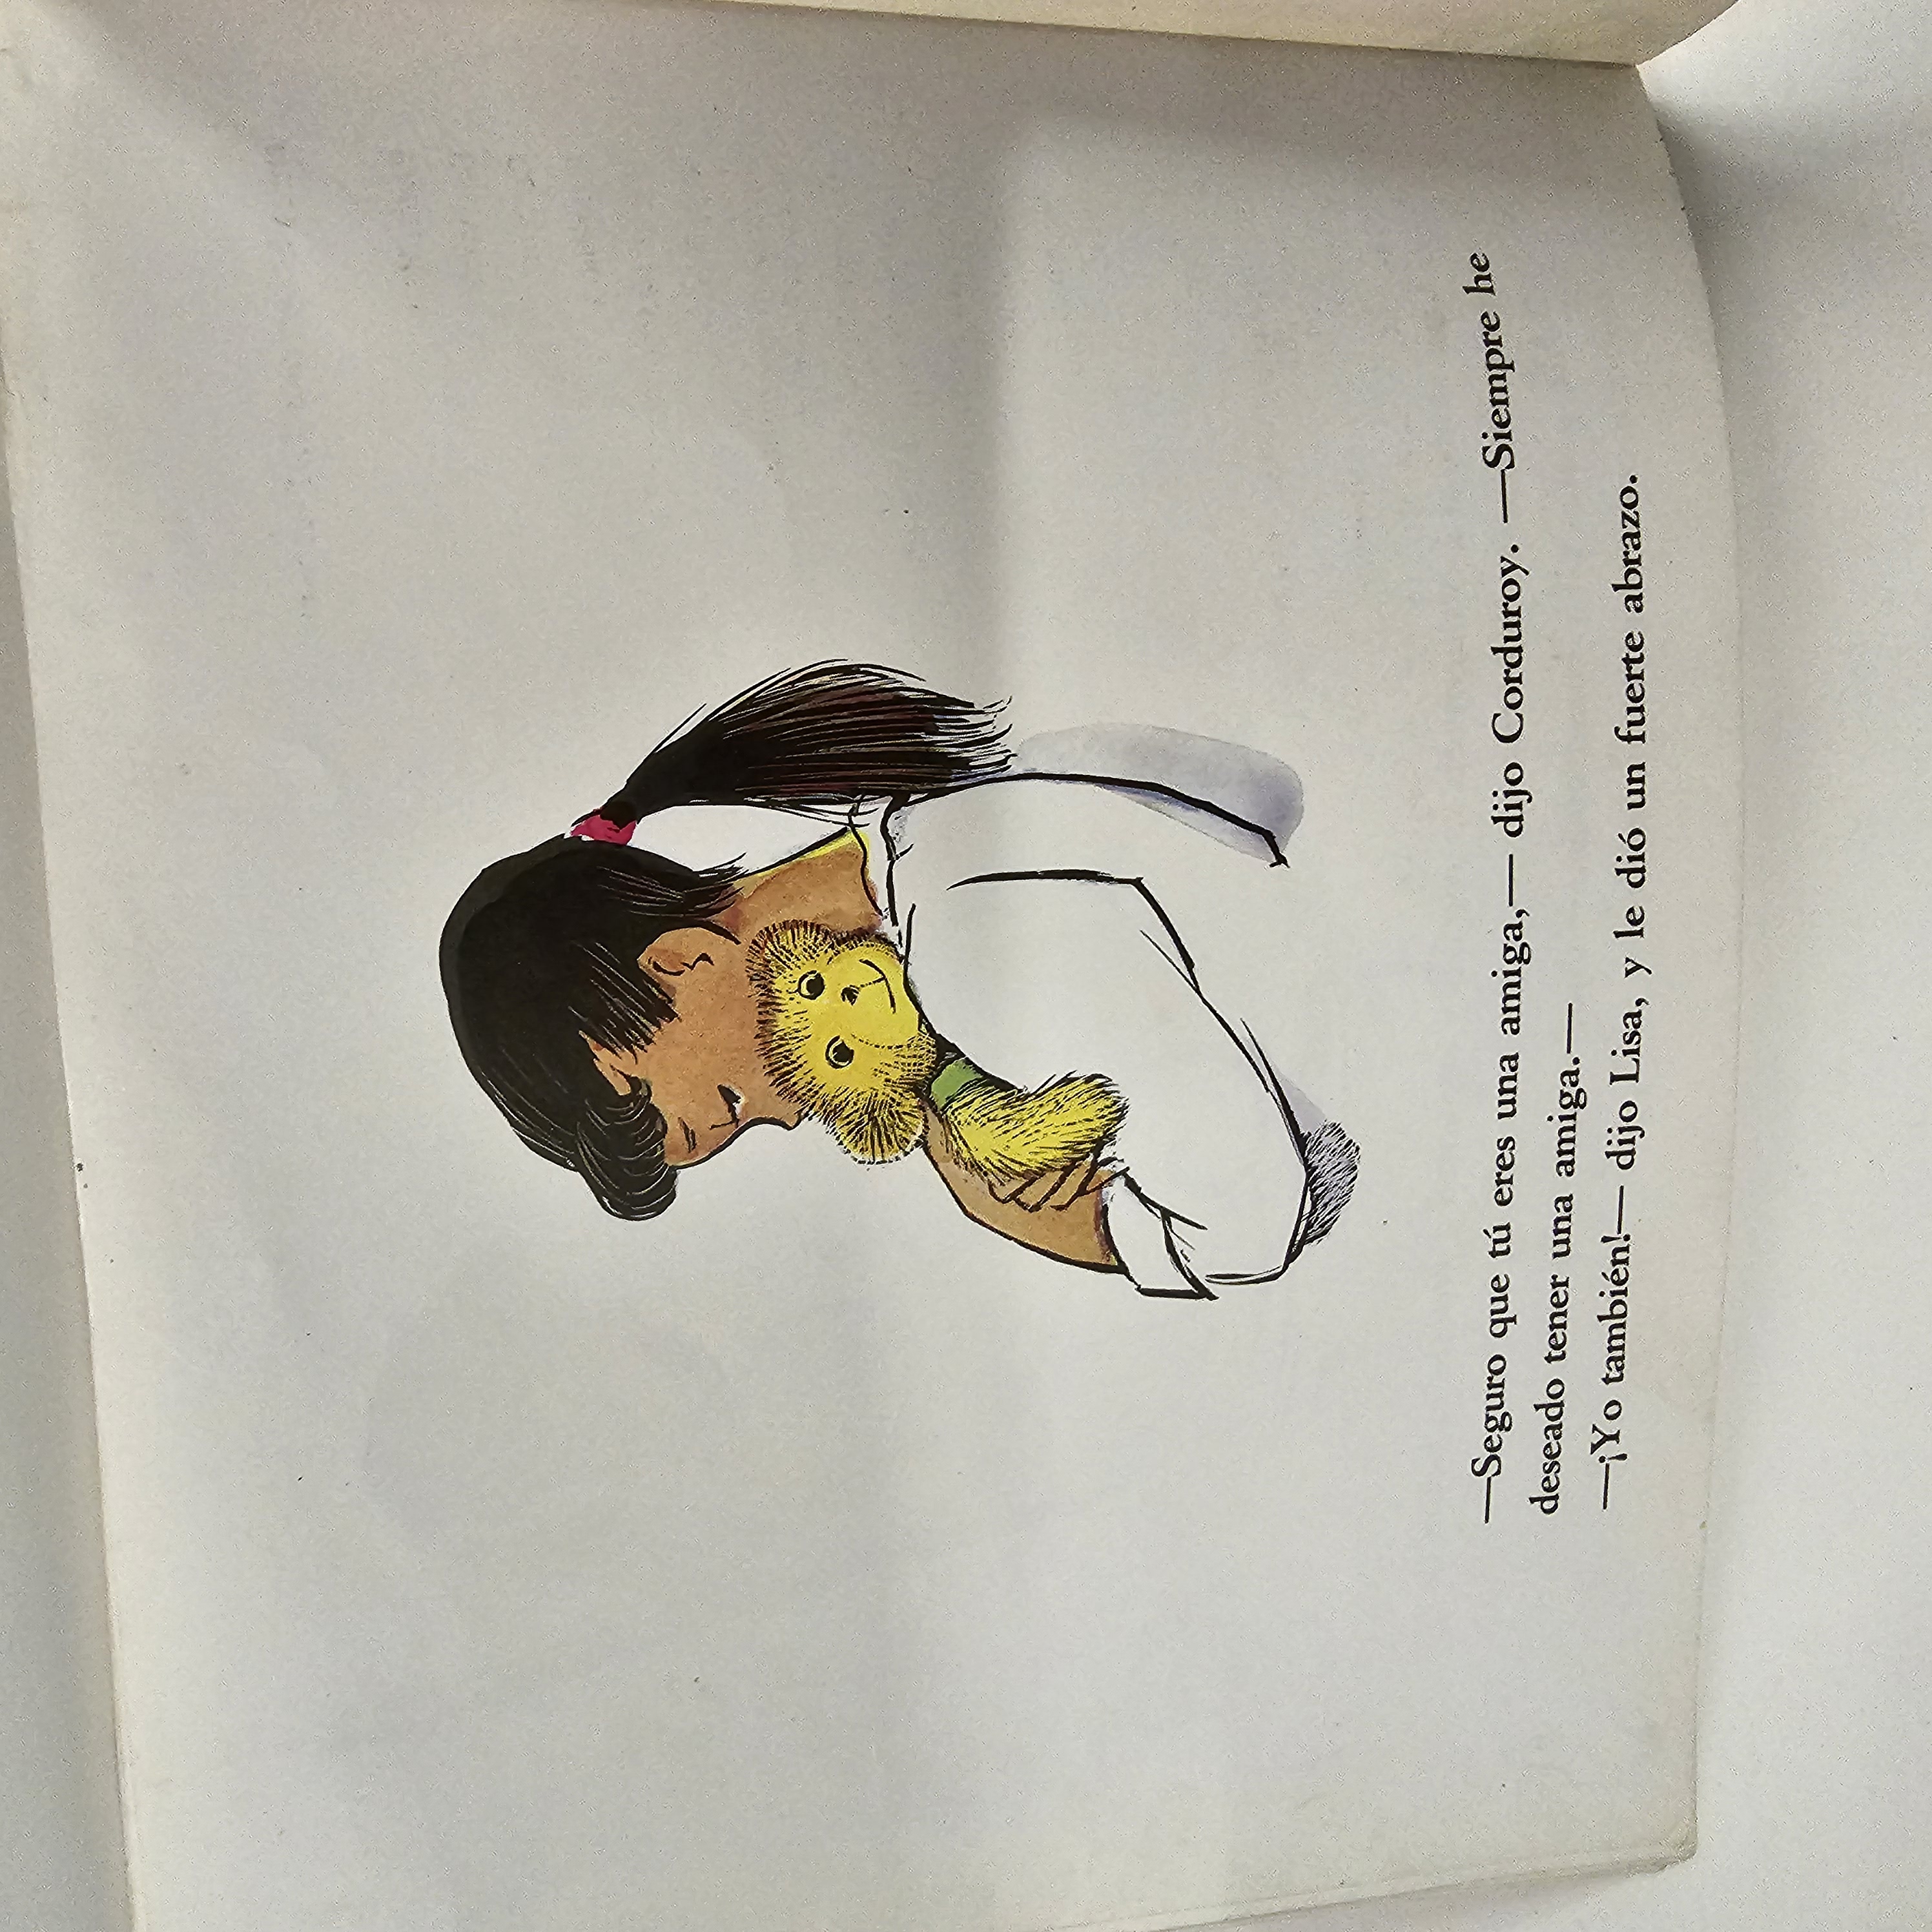 —Seguro que tú eres una amiga,— dijo Corduroy. —Siempre he
deseado tener una amiga.—
—¡Yo también!— dijo Lisa, y le dió un fuerte abrazo.